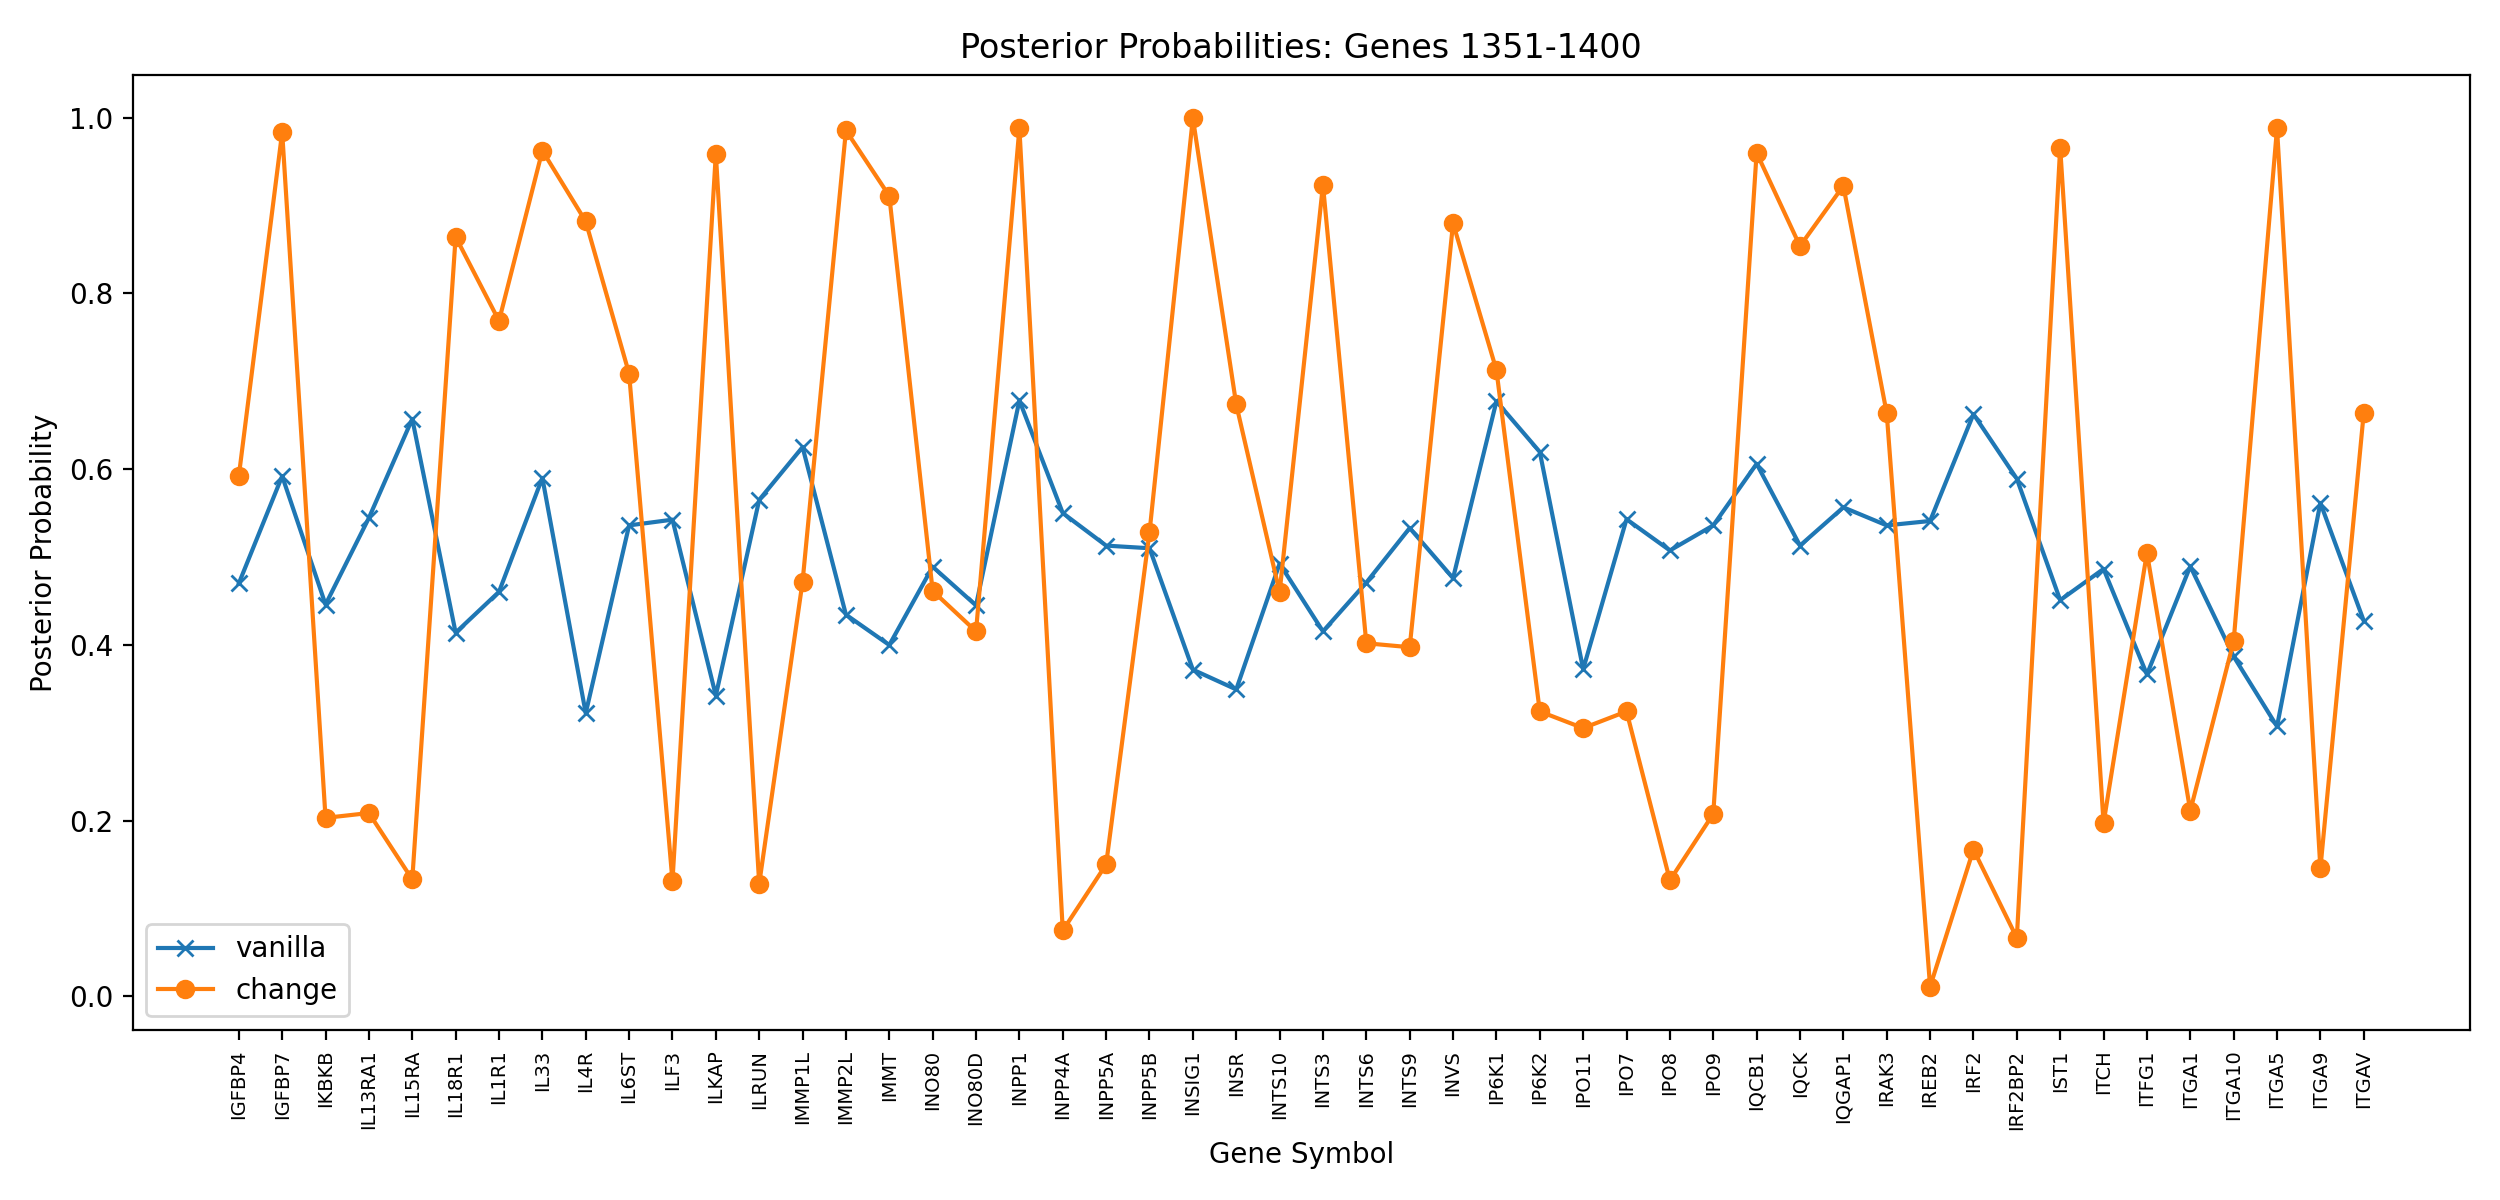 Posterior Probabilities: Genes 1351-1400
Posterior Probability
1.0
0.8
0.6
0.4
0.2
0.0
vanilla
change
IGFBP4
IGFBP7
IKBKB
IL13RA1
IL15RA
IL18R1
IL1R1
IL33
IL4R
IL6ST
ILF3
ILKAP
ILRUN
IMMP1L
IMMP2L
IMMT
INO80
INO80D
INPP1
INPP4A
INPP5A
INPP5B
INSIG1
INSR
INTS10
INTS3
INTS6
INTS9
INVS
IP6K1
IP6K2
IPO11
IPO7
IPO8
IPO9
IQCB1
IQCK
IQGAP1
IRAK3
IREB2
IRF2
IRF2BP2
IST1
ITCH
ITFG1
ITGA1
ITGA10
ITGA5
ITGA9
ITGAV
Gene Symbol